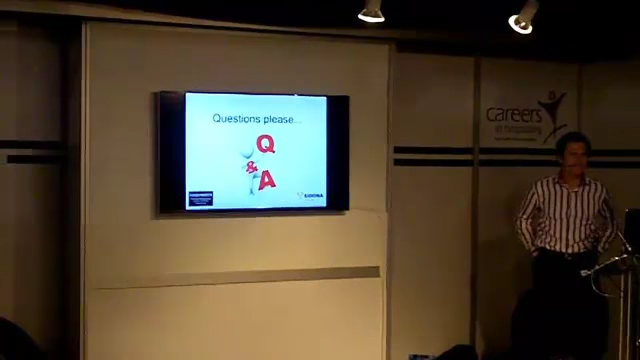 Questions please...
Q
&
A
careers
in hospitality